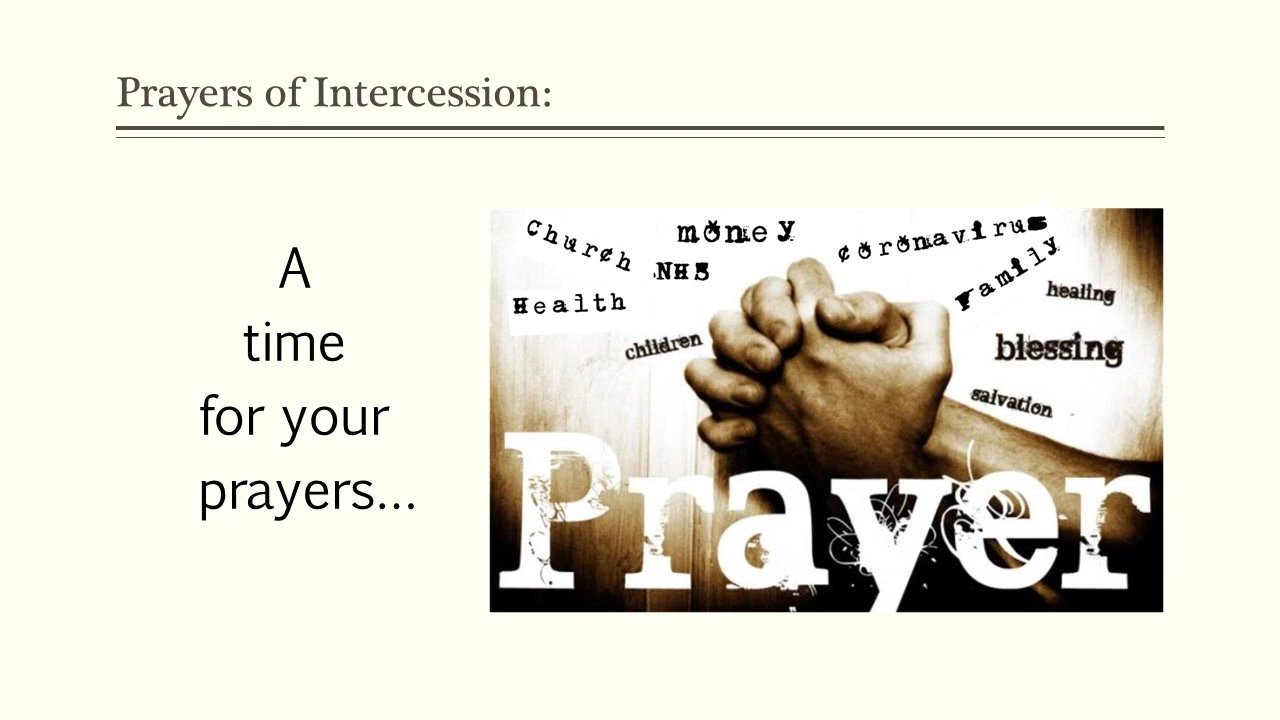 Prayers of Intercession:
A
time
for your
prayers...
Church
money
NHS
coronavirus
Health
Family
children
healing
blessing
salvation
Prayer